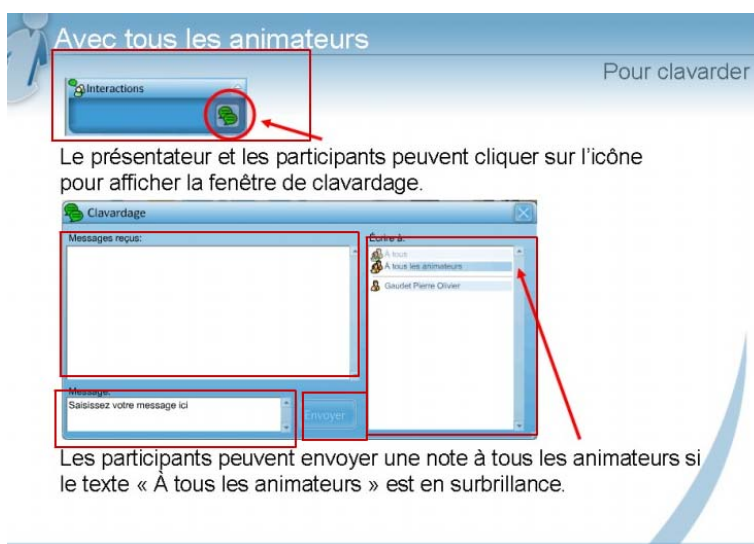 Avec tous les animateurs
Pour clavarder
Interactions
Le présentateur et les participants peuvent cliquer sur l'icône
pour afficher la fenêtre de clavardage.
Clavardage
Messages reçus:
Écrire à:
À tous
À tous les animateurs
Gaudet Pierre Olivier
Message:
Saisissez votre message ici
Envoyer
Les participants peuvent envoyer une note à tous les animateurs si
le texte « À tous les animateurs » est en surbrillance.